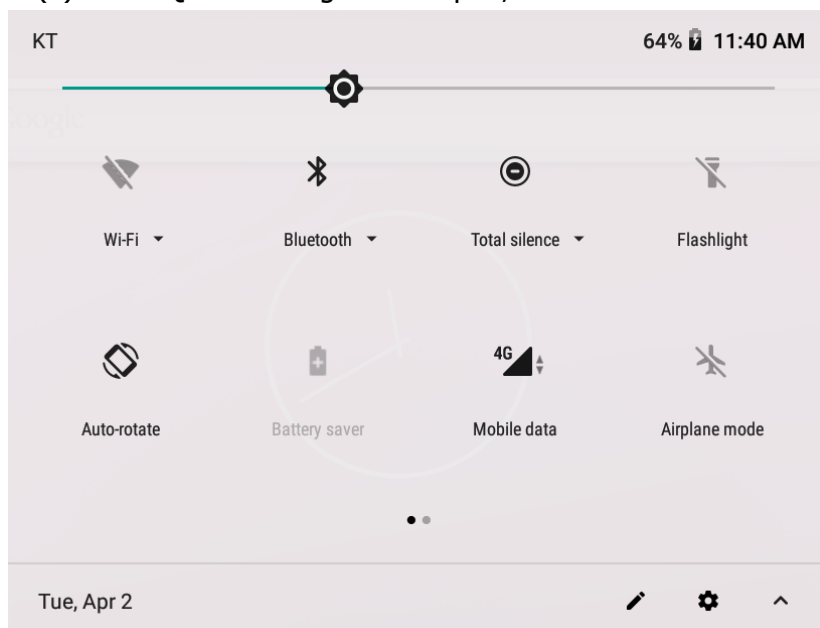 KT 64% 11:40 AM
Wi-Fi Bluetooth Total silence Flashlight
4G
Auto-rotate Battery saver Mobile data Airplane mode
Tue, Apr 2